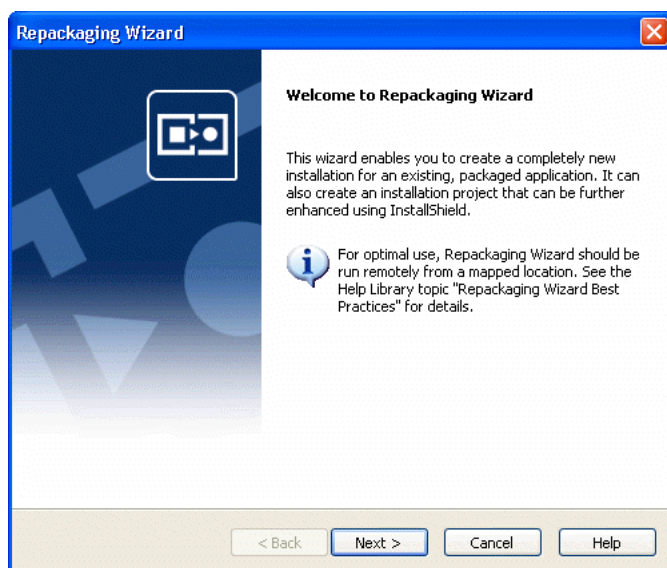 Repackaging Wizard
Welcome to Repackaging Wizard
This wizard enables you to create a completely new
installation for an existing, packaged application. It can
also create an installation project that can be further
enhanced using InstallShield.
For optimal use, Repackaging Wizard should be
run remotely from a mapped location. See the
Help Library topic "Repackaging Wizard Best
Practices" for details.
< Back Next > Cancel Help